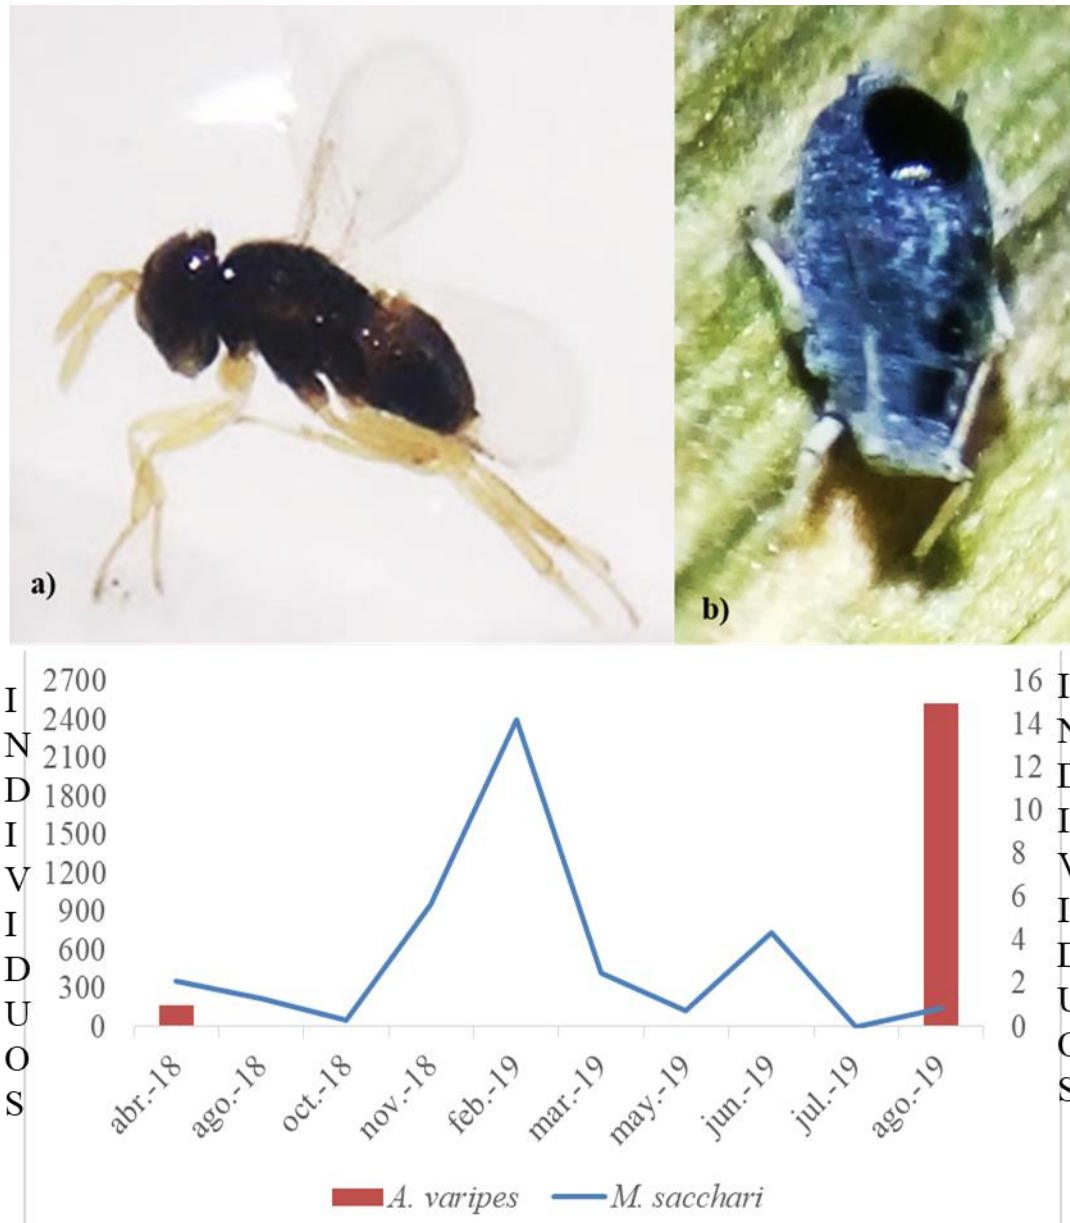 a)
b)
INDIVIDUOS
2700
2400
2100
1800
1500
1200
900
600
300
0
16
14
12
10
8
6
4
2
0
INDIVIDUOS
abr.-18
ago.-18
oct.-18
nov.-18
feb.-19
mar.-19
may.-19
jun.-19
jul.-19
ago.-19
A. varipes
M. sacchari